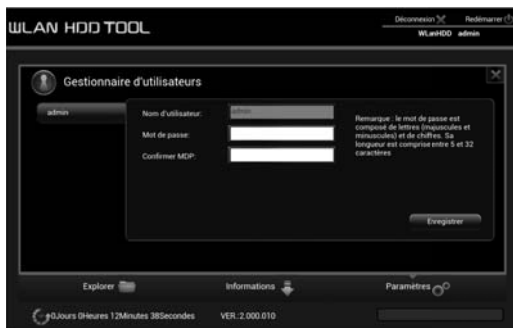 Déconnexion Redémarrer
WLAN HDD TOOL
WLanHDD admin
Gestionnaire d'utilisateurs
admin
Nom d'utilisateur: admin
Mot de passe:
Confirmer MDP:
Remarque : le mot de passe est
composé de lettres (majuscules et
minuscules) et de chiffres. Sa
longueur est comprise entre 5 et 32
caractères
Enregistrer
Explorer Informations Paramètres
0Jours 0Heures 12Minutes 38Secondes VER.:2.000.010